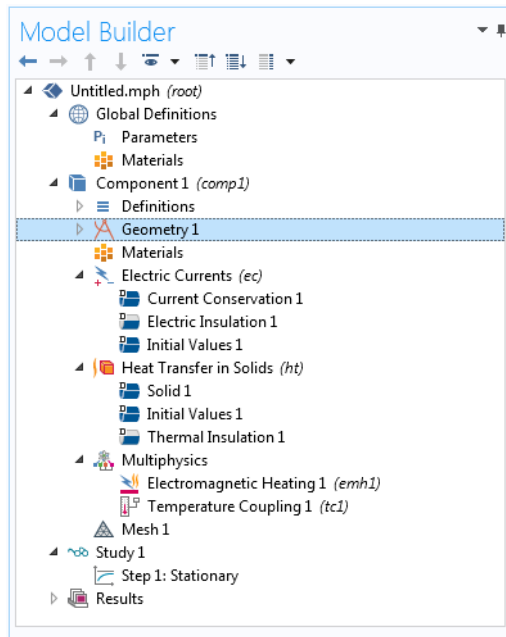 Model Builder
Untitled.mph (root)
Global Definitions
Pi Parameters
Materials
Component 1 (comp1)
Definitions
Geometry 1
Materials
Electric Currents (ec)
Current Conservation 1
Electric Insulation 1
Initial Values 1
Heat Transfer in Solids (ht)
Solid 1
Initial Values 1
Thermal Insulation 1
Multiphysics
Electromagnetic Heating 1 (emh1)
Temperature Coupling 1 (tc1)
Mesh 1
Study 1
Step 1: Stationary
Results